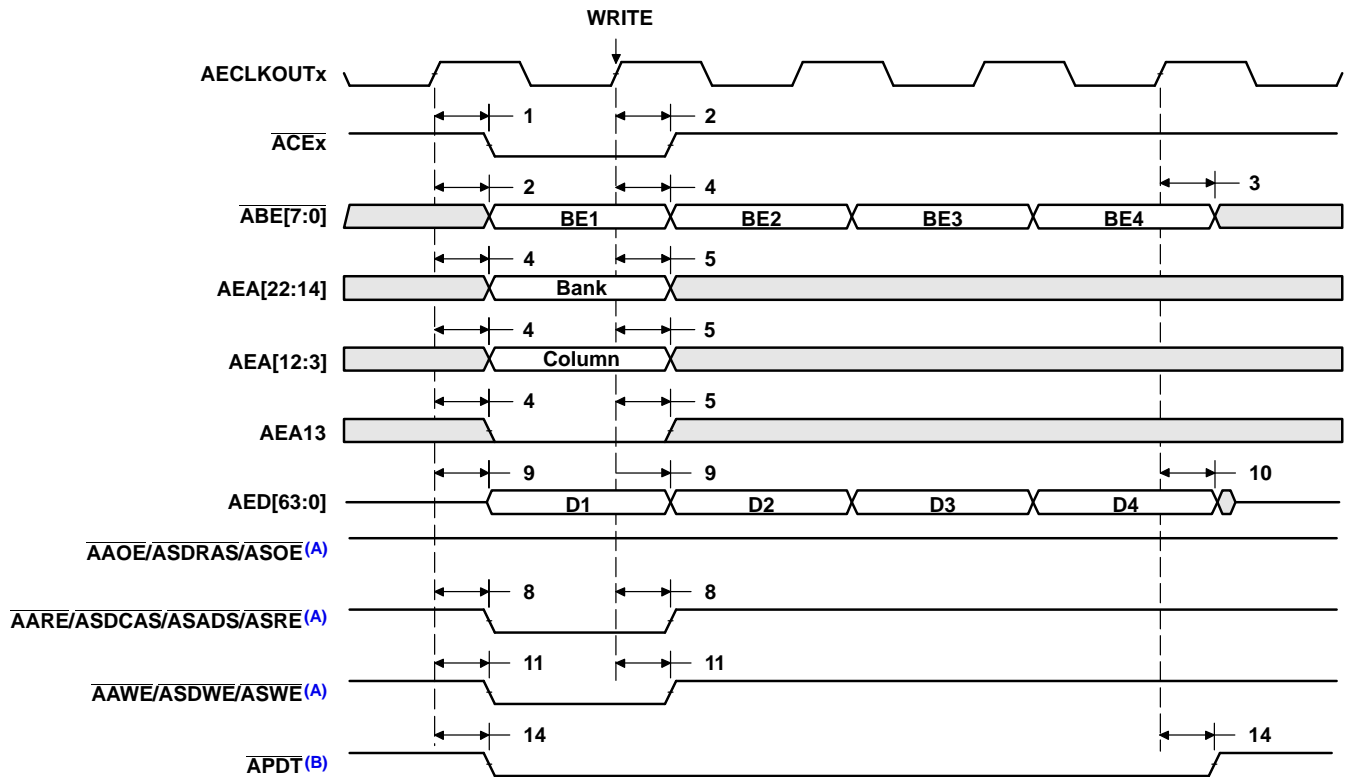 WRITE
AECLKOUTx
1 2
ACEx
2 4 3
ABE[7:0] BE1 BE2 BE3 BE4
4 5
AEA[22:14] Bank
4 5
AEA[12:3] Column
4 5
AEA13
9 9 10
AED[63:0] D1 D2 D3 D4
AAOE/ASDRAS/ASOE(A)
8 8
AARE/ASDCAS/ASADS/ASRE(A)
11 11
AAWE/ASDWE/ASWE(A)
14 14
APDT(B)